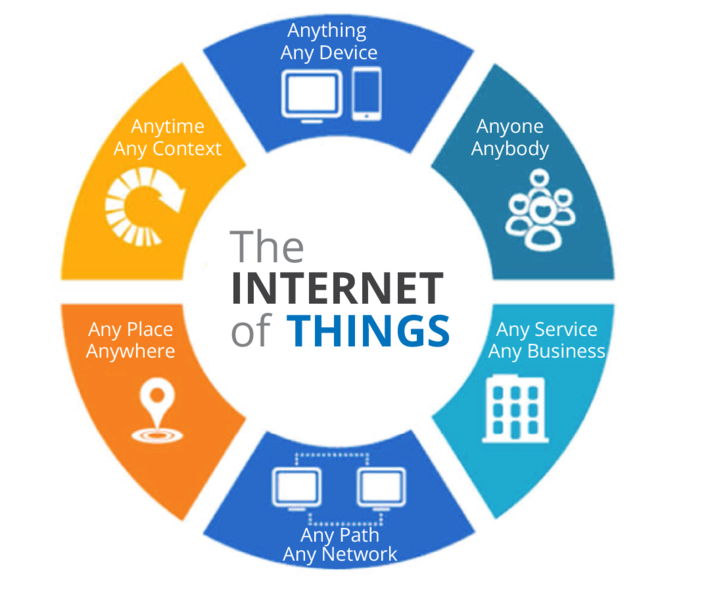 Anything
Any Device
Anyone
Anybody
Any Service
Any Business
Any Path
Any Network
Any Place
Anywhere
Anytime
Any Context
The
INTERNET
of THINGS